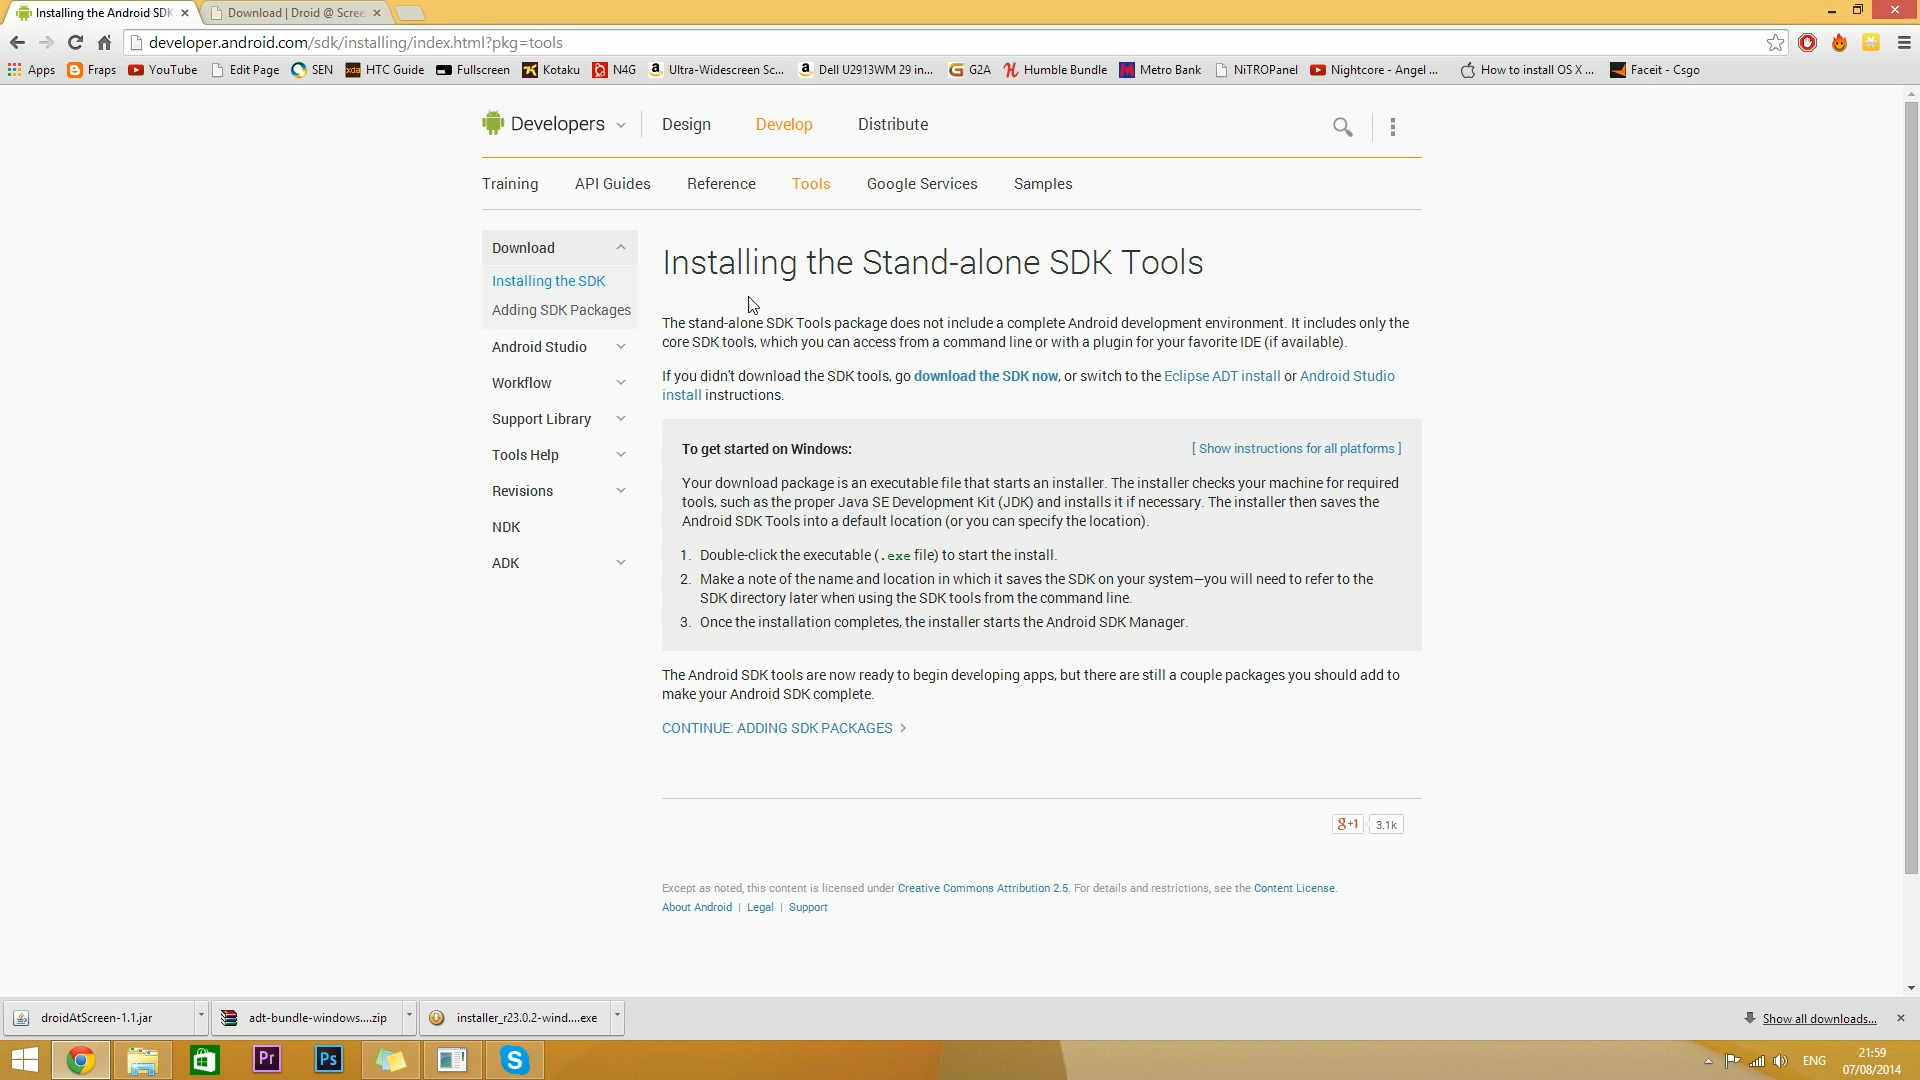 Installing the Android SDK
Download | Droid @ Scree
developer.android.com/sdk/installing/index.html?pkg=tools
Apps Fraps YouTube Edit Page SEN HTC Guide Fullscreen Kotaku N4G Ultra-Widescreen Sc... Dell U2913WM 29 in... G2A Humble Bundle Metro Bank NiTROPanel Nightcore - Angel ... How to install OS X ... Faceit - Csgo
Developers Design Develop Distribute
Training API Guides Reference Tools Google Services Samples
Download
Installing the SDK
Adding SDK Packages
Android Studio
Workflow
Support Library
Tools Help
Revisions
NDK
ADK
Installing the Stand-alone SDK Tools
The stand-alone SDK Tools package does not include a complete Android development environment. It includes only the
core SDK tools, which you can access from a command line or with a plugin for your favorite IDE (if available).
If you didn't download the SDK tools, go download the SDK now, or switch to the Eclipse ADT install or Android Studio
install instructions.
To get started on Windows: [ Show instructions for all platforms ]
Your download package is an executable file that starts an installer. The installer checks your machine for required
tools, such as the proper Java SE Development Kit (JDK) and installs it if necessary. The installer then saves the
Android SDK Tools into a default location (or you can specify the location).
1. Double-click the executable (.exe file) to start the install.
2. Make a note of the name and location in which it saves the SDK on your system—you will need to refer to the
SDK directory later when using the SDK tools from the command line.
3. Once the installation completes, the installer starts the Android SDK Manager.
The Android SDK tools are now ready to begin developing apps, but there are still a couple packages you should add to
make your Android SDK complete.
CONTINUE: ADDING SDK PACKAGES
g+1 3.1k
Except as noted, this content is licensed under Creative Commons Attribution 2.5. For details and restrictions, see the Content License.
About Android | Legal | Support
droidAtScreen-1.1.jar adt-bundle-windows....zip installer_r23.0.2-wind....exe Show all downloads...
Pr Ps ENG 21:59
07/08/2014